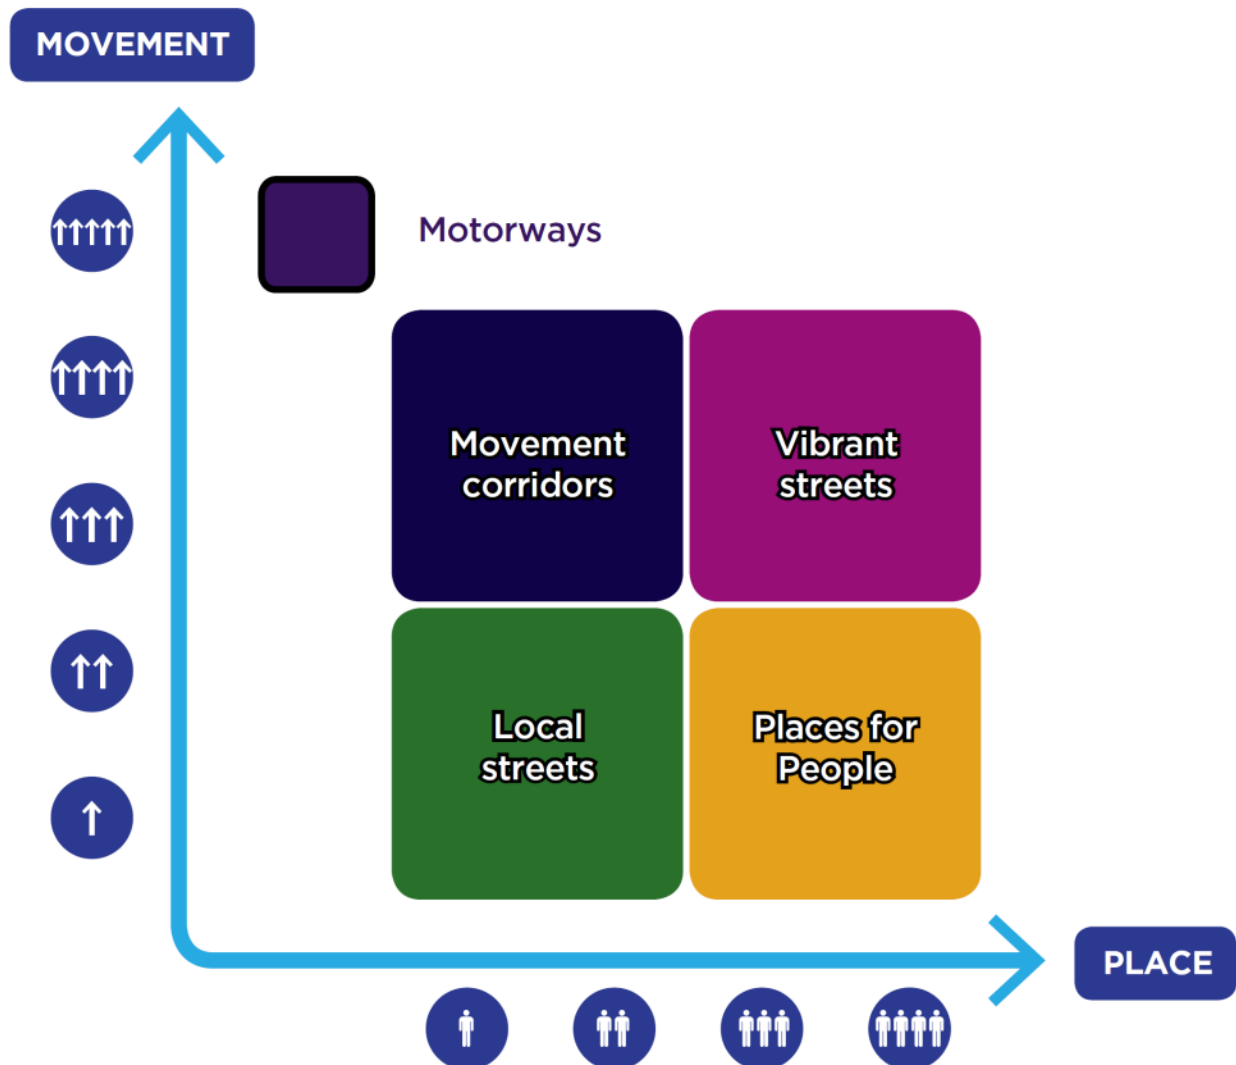 MOVEMENT
Motorways
Movement
corridors
Vibrant
streets
Local
streets
Places for
People
PLACE